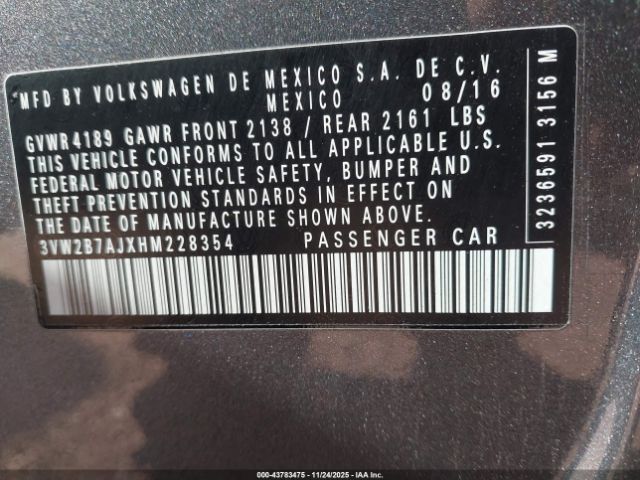 MFD BY VOLKSWAGEN DE MEXICO S.A. DE C.V.
MEXICO 08/16
GVWR4189 GAWR FRONT 2138 / REAR 2161 LBS
THIS VEHICLE CONFORMS TO ALL APPLICABLE U.S.
FEDERAL MOTOR VEHICLE SAFETY, BUMPER AND
THEFT PREVENTION STANDARDS IN EFFECT ON
THE DATE OF MANUFACTURE SHOWN ABOVE.
3VW2B7AJXHM228354 PASSENGER CAR
3236591 3156 M
000-43783475 - 11/24/2025 - IAA Inc.